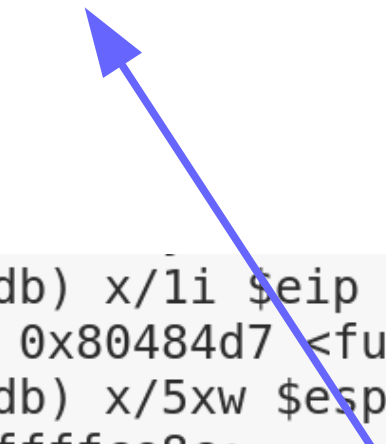 db) x/1i $eip
0x80484d7 <fu
db) x/5xw $esp